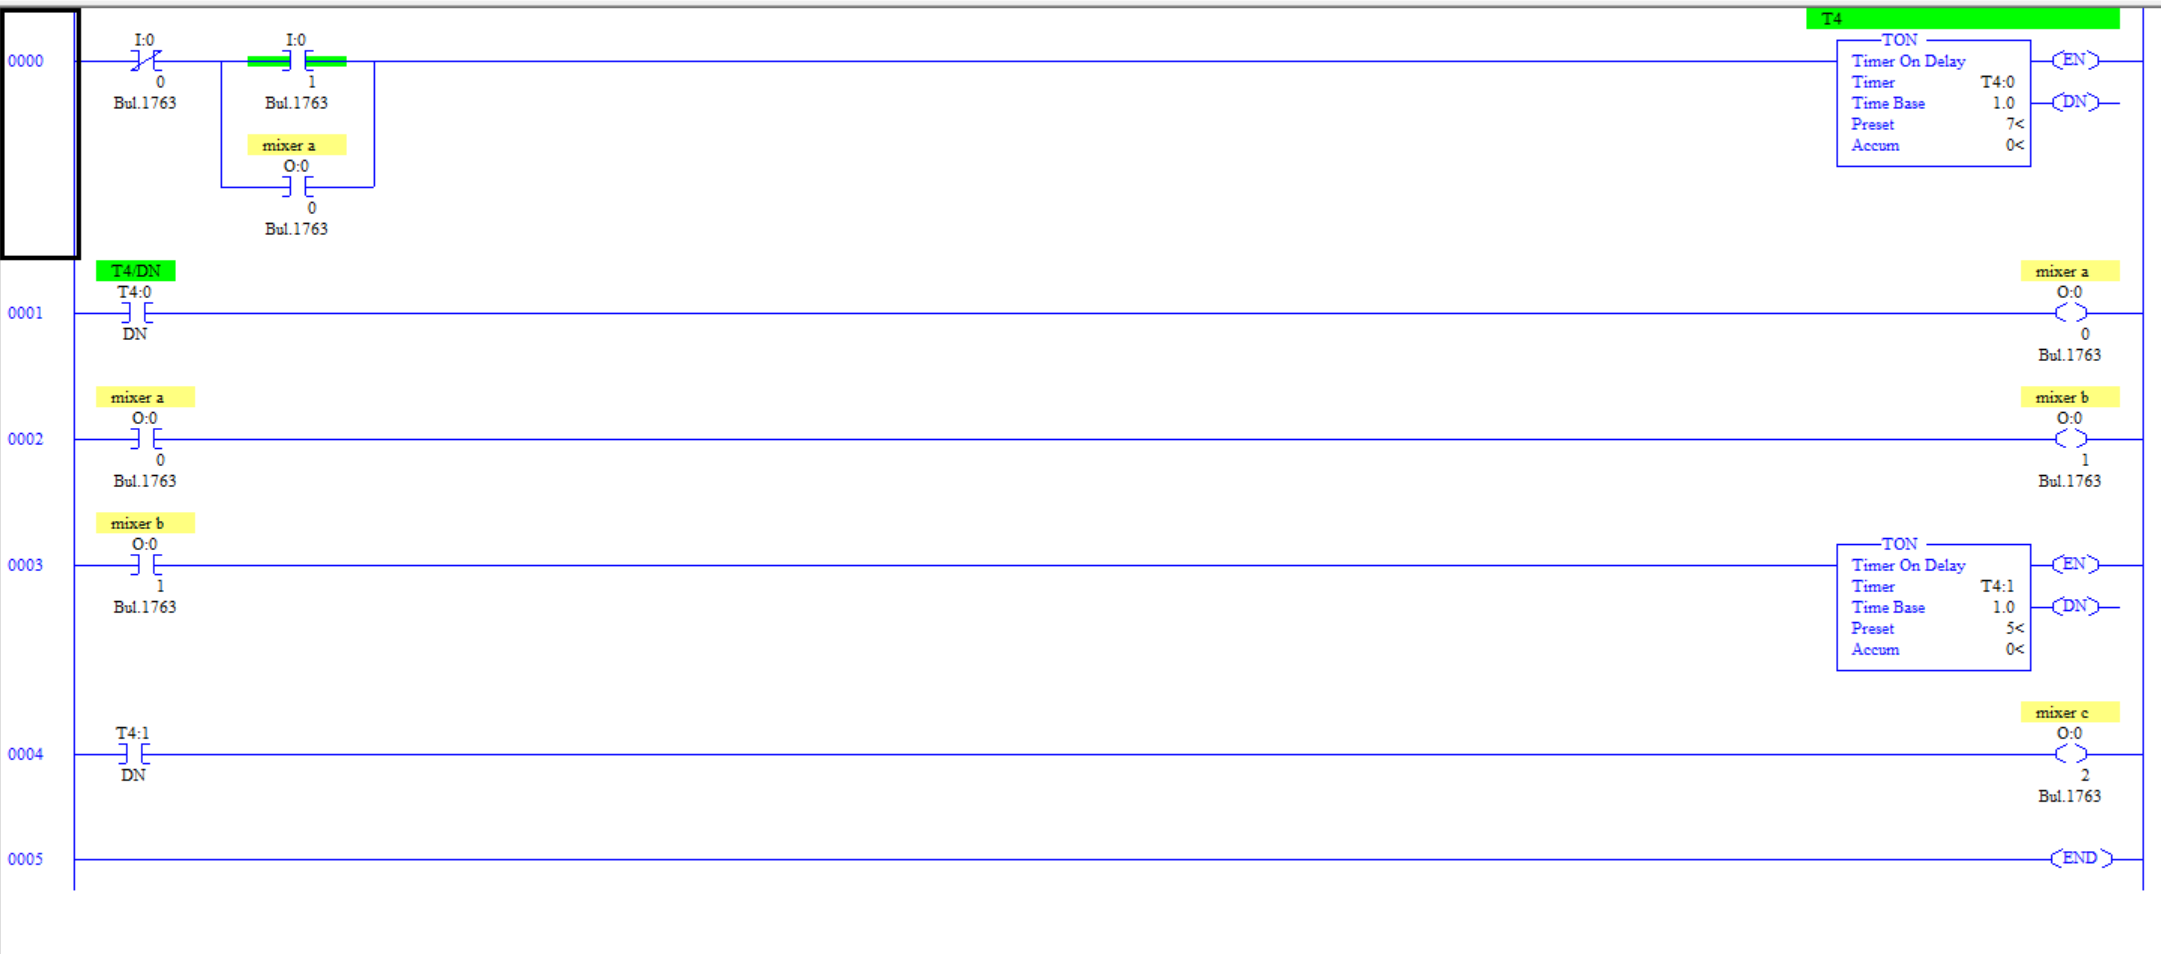 T4
I:0 I:0 TON
0000 Timer On Delay EN
0 1 Timer T4:0
Bul.1763 Bul.1763 Time Base 1.0 DN
Preset 7<
mixer a Accum 0<
O:0
0
Bul.1763
T4/DN mixer a
T4:0 O:0
0001
DN 0
Bul.1763
mixer a mixer b
O:0 O:0
0002
0 1
Bul.1763 Bul.1763
mixer b
O:0 TON
0003 Timer On Delay EN
1 Timer T4:1
Bul.1763 Time Base 1.0 DN
Preset 5<
Accum 0<
mixer c
T4:1 O:0
0004
DN 2
Bul.1763
0005 END